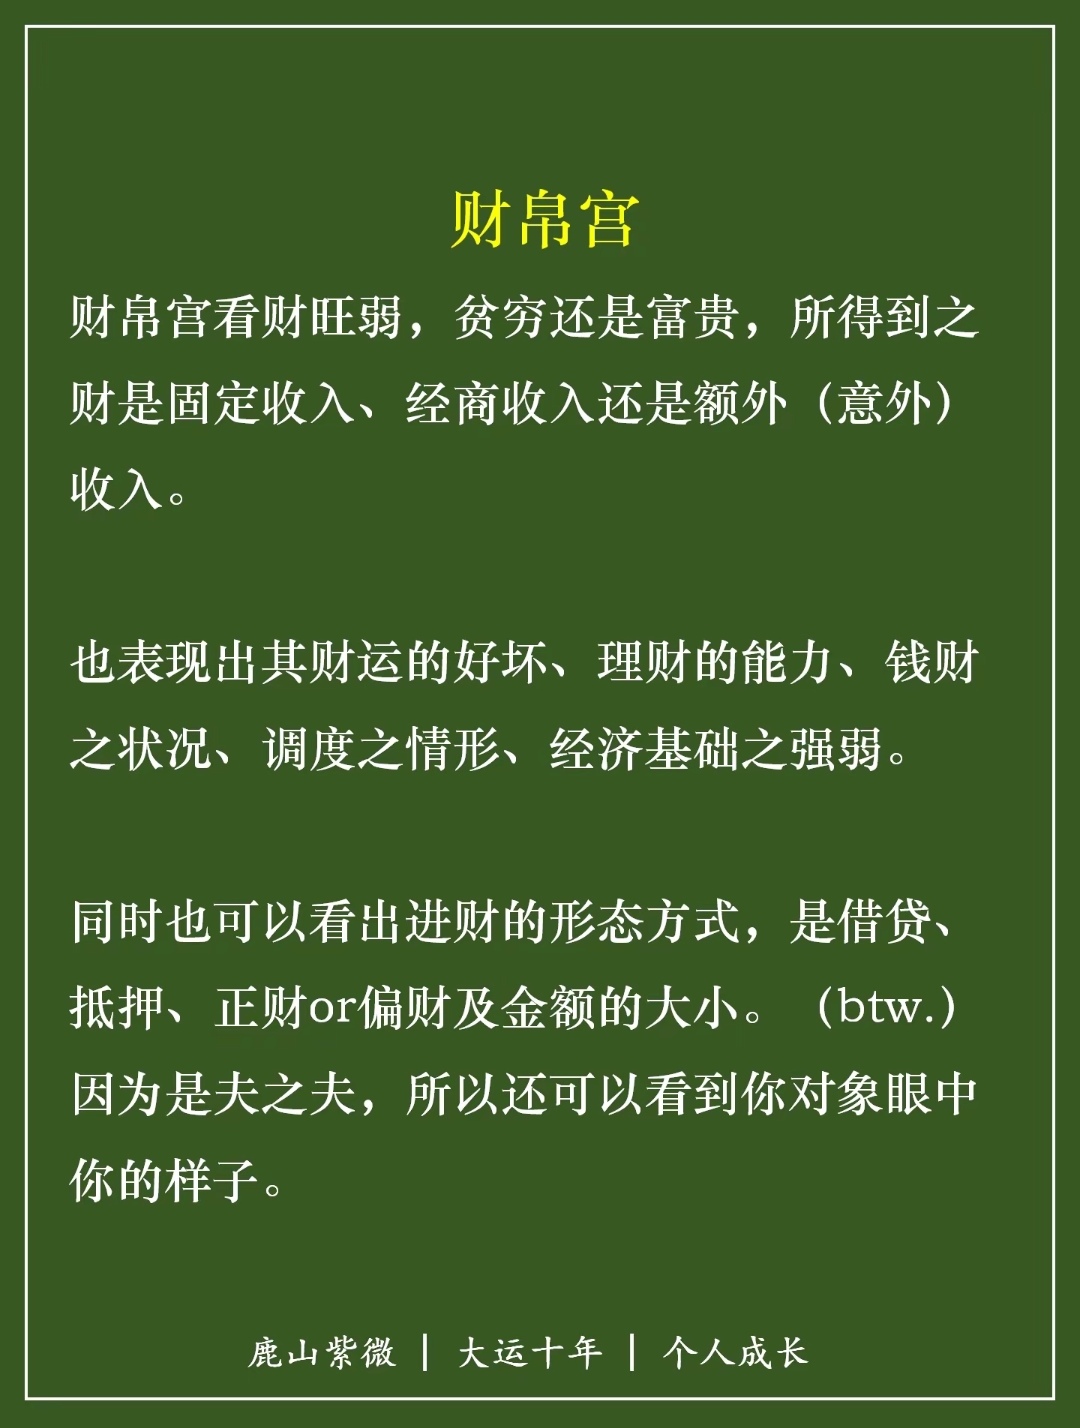 财帛宫
财帛宫看财旺弱，贫穷还是富贵，所得到之
财是固定收入、经商收入还是额外（意外）
收入。
也表现出其财运的好坏、理财的能力、钱财
之状况、调度之情形、经济基础之强弱。
同时也可以看出进财的形态方式，是借贷、
抵押、正财or偏财及金额的大小。（btw.）
因为是夫之夫，所以还可以看到你对象眼中
你的样子。
鹿山紫微 | 大运十年 | 个人成长